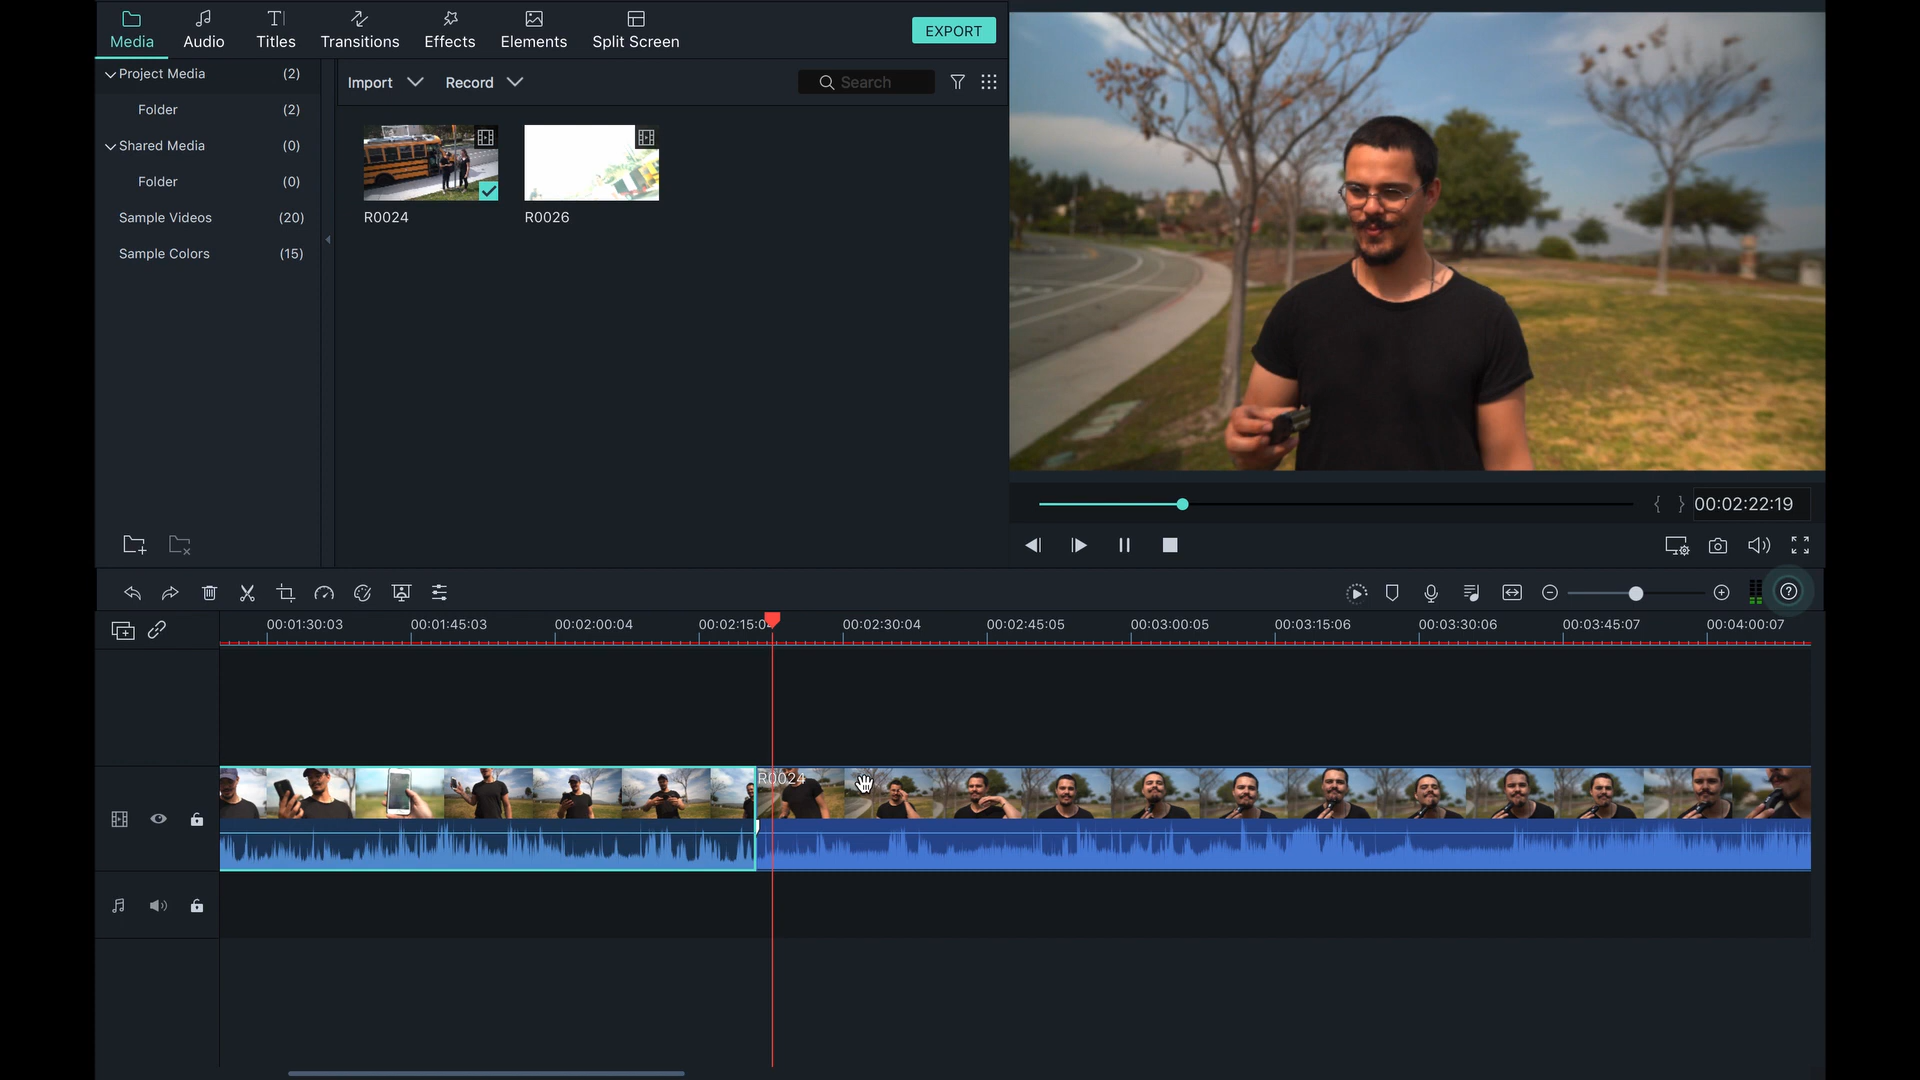 Media
Audio
Titles
Transitions
Effects
Elements
Split Screen
EXPORT
Project Media (2)
Folder (2)
Shared Media (0)
Folder (0)
Sample Videos (20)
Sample Colors (15)
Import
Record
Search
R0024
R0026
{ } 00:02:22:19
00:01:30:03
00:01:45:03
00:02:00:04
00:02:15:0
00:02:30:04
00:02:45:05
00:03:00:05
00:03:15:06
00:03:30:06
00:03:45:07
00:04:00:07
R0024